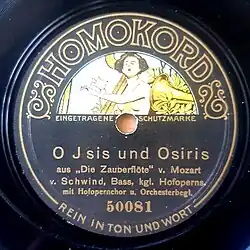 HOMOKORD
EINGETRAGENE SCHUTZMARKE
O Jsis und Osiris
aus „Die Zauberflöte" v. Mozart
v. Schwind, Bass, kgl. Hofoperns.
mit Hofopernchor u. Orchesterbegl.
50081
REIN IN TON UND WORT